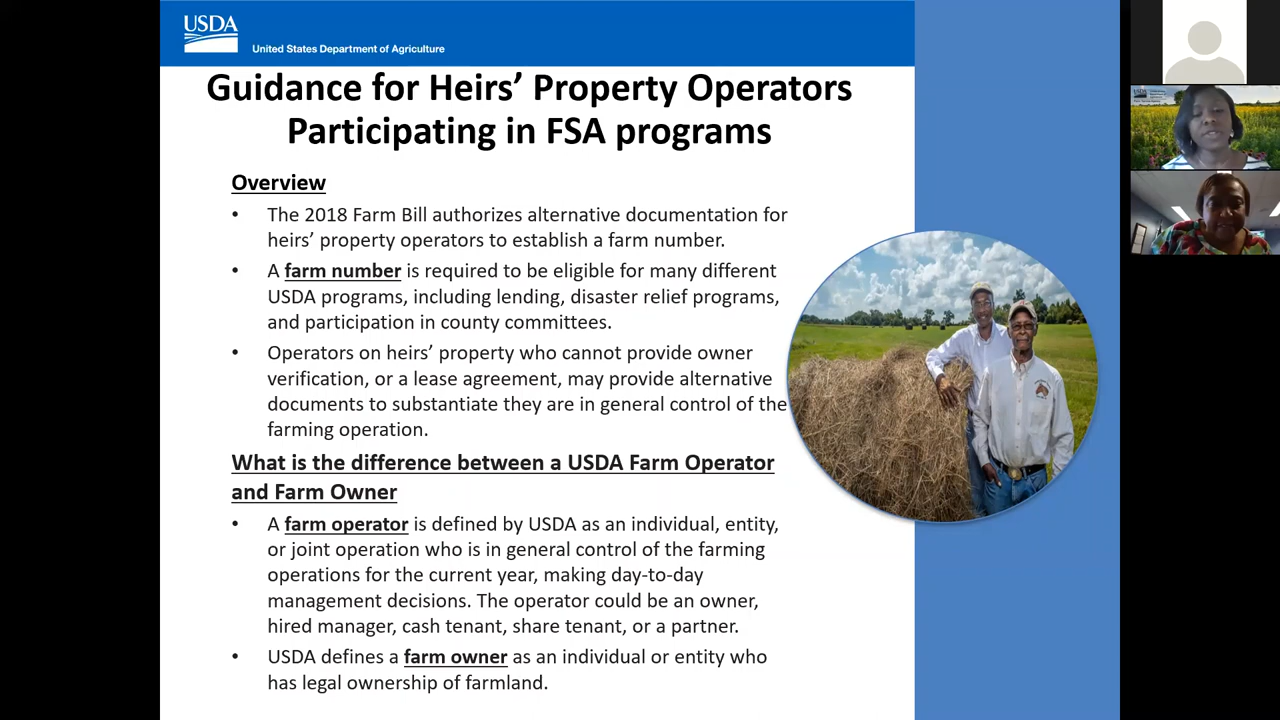 USDA
United States Department of Agriculture
Guidance for Heirs’ Property Operators
Participating in FSA programs
Overview
• The 2018 Farm Bill authorizes alternative documentation for
heirs’ property operators to establish a farm number.
• A farm number is required to be eligible for many different
USDA programs, including lending, disaster relief programs,
and participation in county committees.
• Operators on heirs’ property who cannot provide owner
verification, or a lease agreement, may provide alternative
documents to substantiate they are in general control of the
farming operation.
What is the difference between a USDA Farm Operator
and Farm Owner
• A farm operator is defined by USDA as an individual, entity,
or joint operation who is in general control of the farming
operations for the current year, making day-to-day
management decisions. The operator could be an owner,
hired manager, cash tenant, share tenant, or a partner.
• USDA defines a farm owner as an individual or entity who
has legal ownership of farmland.
USDA